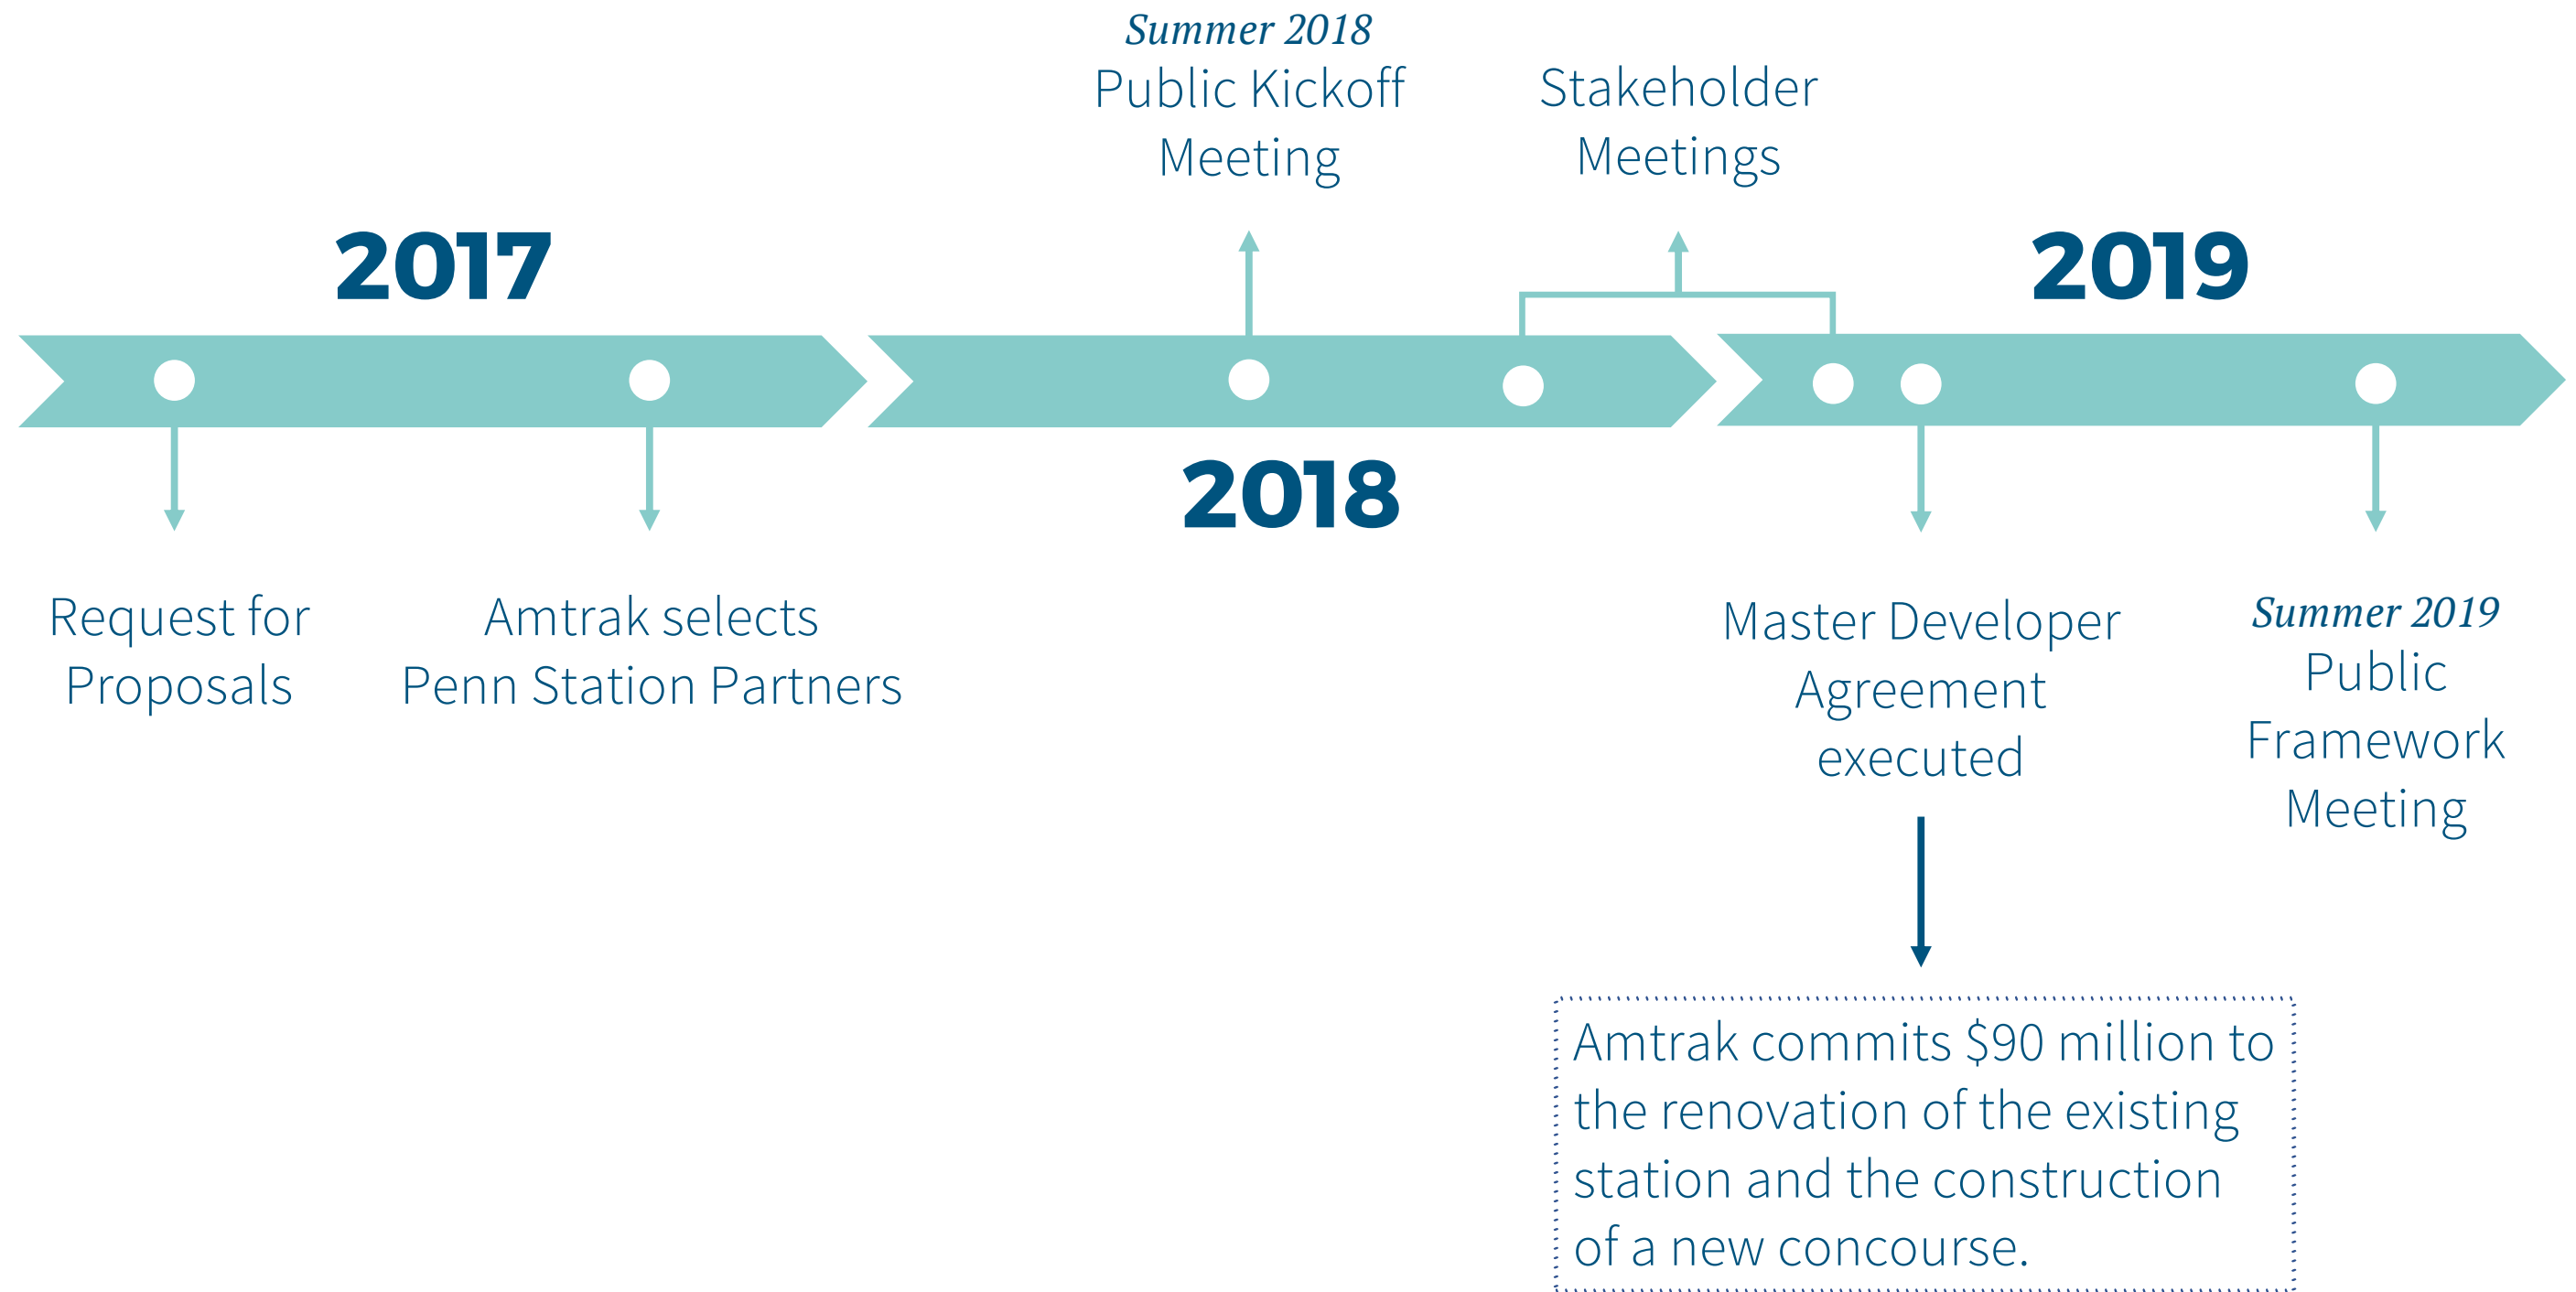 Summer 2018
Public Kickoff
Meeting
Stakeholder
Meetings
2017
2019
2018
Request for
Proposals
Amtrak selects
Penn Station Partners
Master Developer
Agreement
executed
Summer 2019
Public
Framework
Meeting
Amtrak commits $90 million to
the renovation of the existing
station and the construction
of a new concourse.